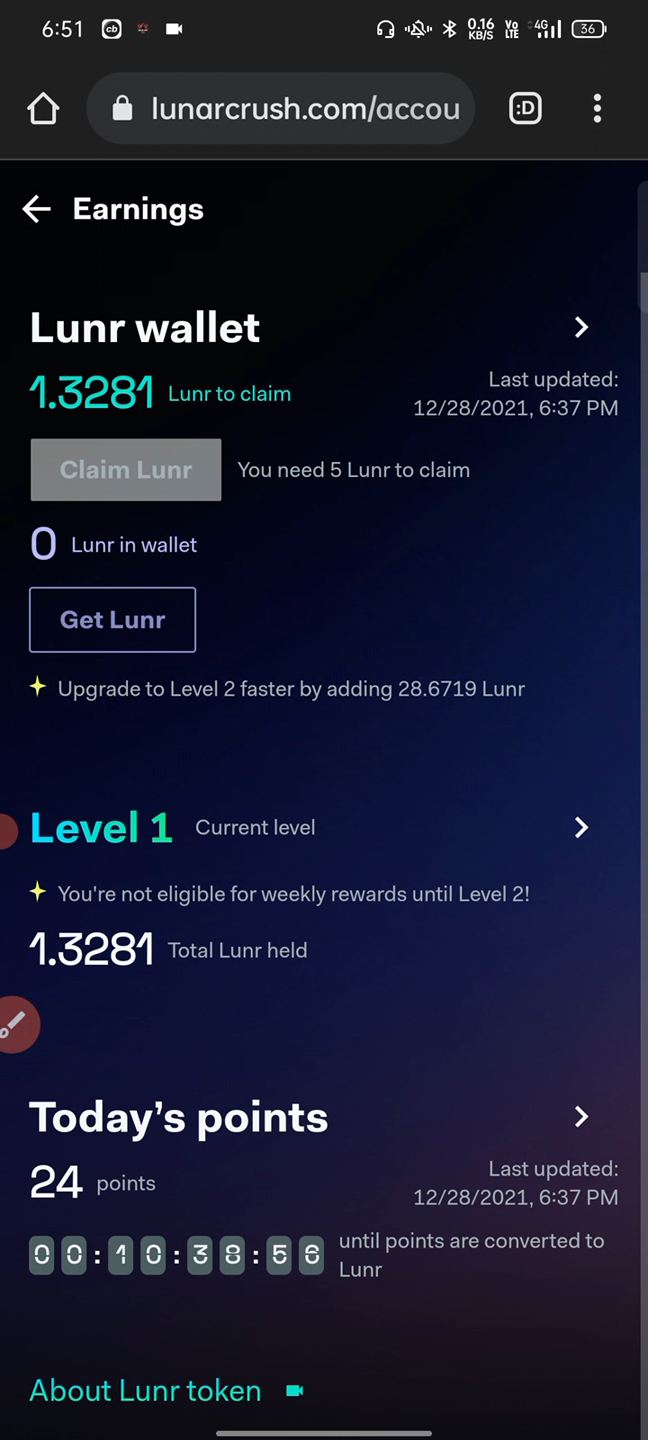 6:51 cb 0.16 KB/S Vo LTE 4G 36
lunarcrush.com/accou :D
Earnings
Lunr wallet
1.3281 Lunr to claim
Last updated:
12/28/2021, 6:37 PM
Claim Lunr You need 5 Lunr to claim
0 Lunr in wallet
Get Lunr
Upgrade to Level 2 faster by adding 28.6719 Lunr
Level 1 Current level
You're not eligible for weekly rewards until Level 2!
1.3281 Total Lunr held
Today's points
24 points
Last updated:
12/28/2021, 6:37 PM
00:10:38:56 until points are converted to
Lunr
About Lunr token